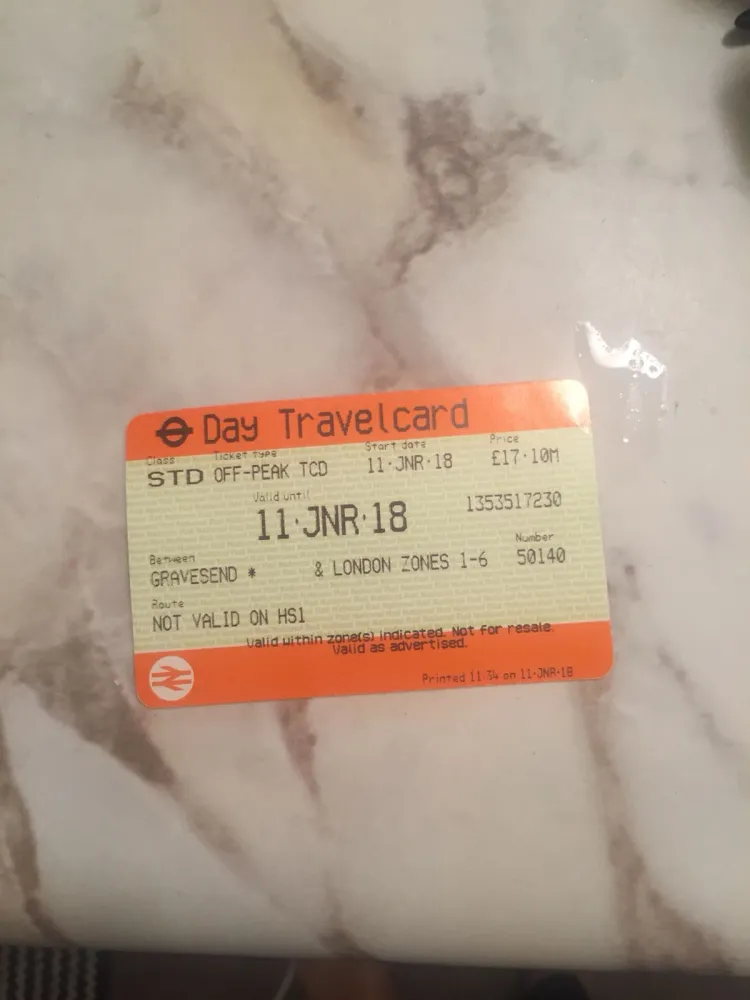 Day Travelcard
Class Ticket type Start date Price
STD OFF-PEAK TCD 11·JNR·18 £17·10M
Valid until
11·JNR·18 1353517230
Between Number
GRAVESEND * & LONDON ZONES 1-6 50140
Route
NOT VALID ON HS1
Valid within zone(s) indicated. Not for resale.
Valid as advertised.
Printed 11:34 on 11·JNR·18